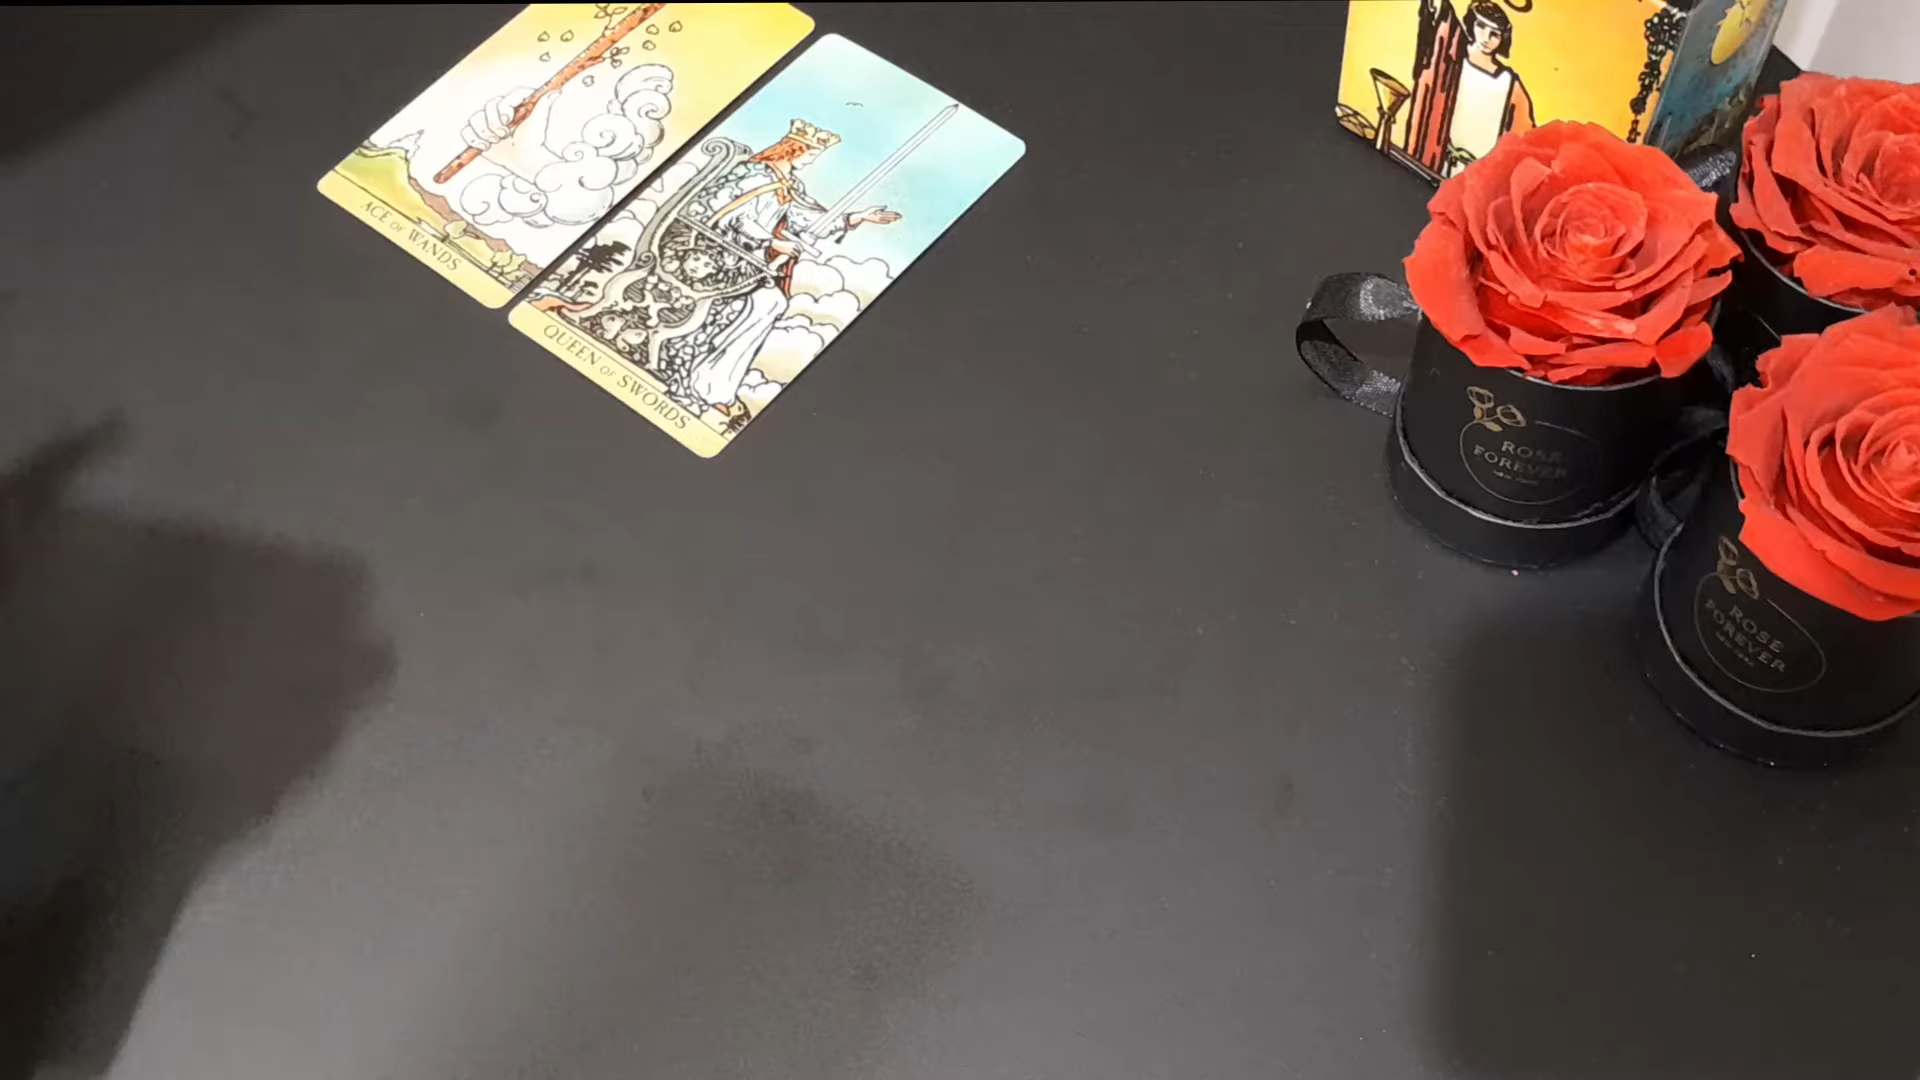 ACE OF WANDS
QUEEN OF SWORDS
ROSE
FOREVER
ROSE
FOREVER